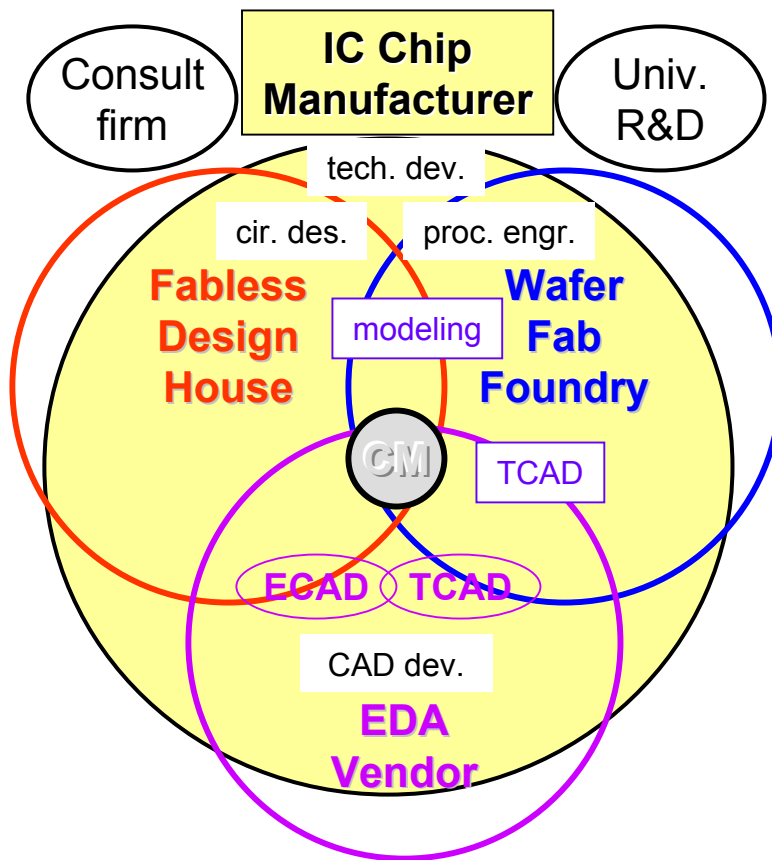 Consult
firm
IC Chip
Manufacturer
Univ.
R&D
tech. dev.
cir. des.
proc. engr.
Fabless
Design
House
modeling
Wafer
Fab
Foundry
CM
TCAD
ECAD
TCAD
CAD dev.
EDA
Vendor